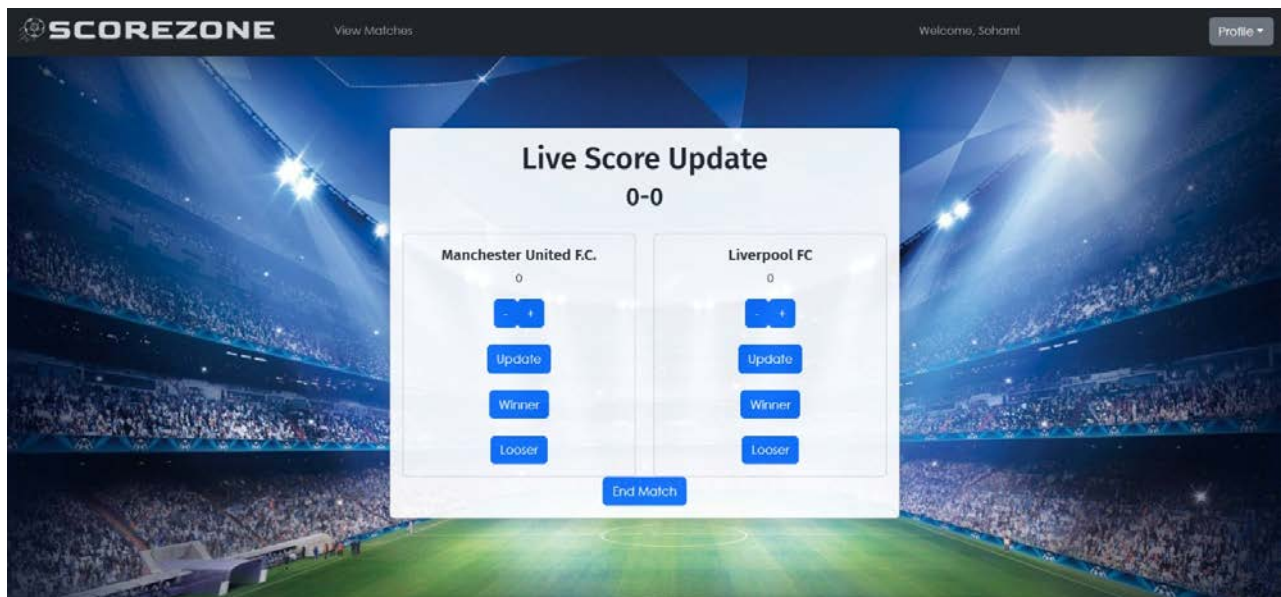 SCOREZONE View Matches Welcome, Soham! Profile
Live Score Update
0-0
Manchester United F.C. Liverpool FC
0 0
- + - +
Update Update
Winner Winner
Looser Looser
End Match